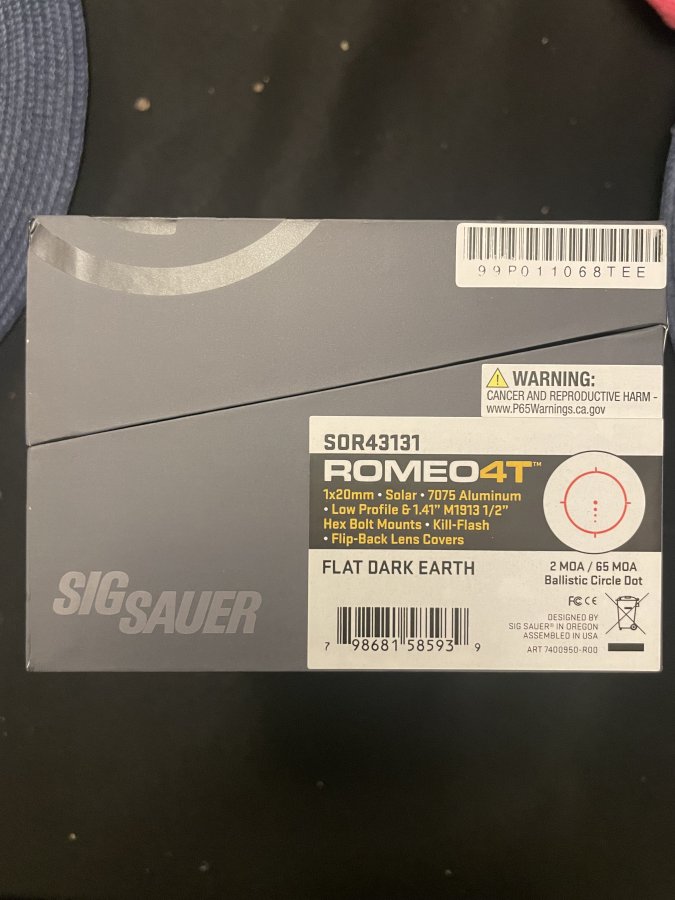 99P011068TEE
WARNING:
CANCER AND REPRODUCTIVE HARM -
www.P65Warnings.ca.gov
SOR43131
ROMEO4T™
1x20mm • Solar • 7075 Aluminum
• Low Profile & 1.41" M1913 1/2"
Hex Bolt Mounts • Kill-Flash
• Flip-Back Lens Covers
FLAT DARK EARTH
2 MOA / 65 MOA
Ballistic Circle Dot
FC CE
DESIGNED BY
SIG SAUER® IN OREGON
ASSEMBLED IN USA
ART 7400950-R00
7 98681 58593 9
SIG SAUER